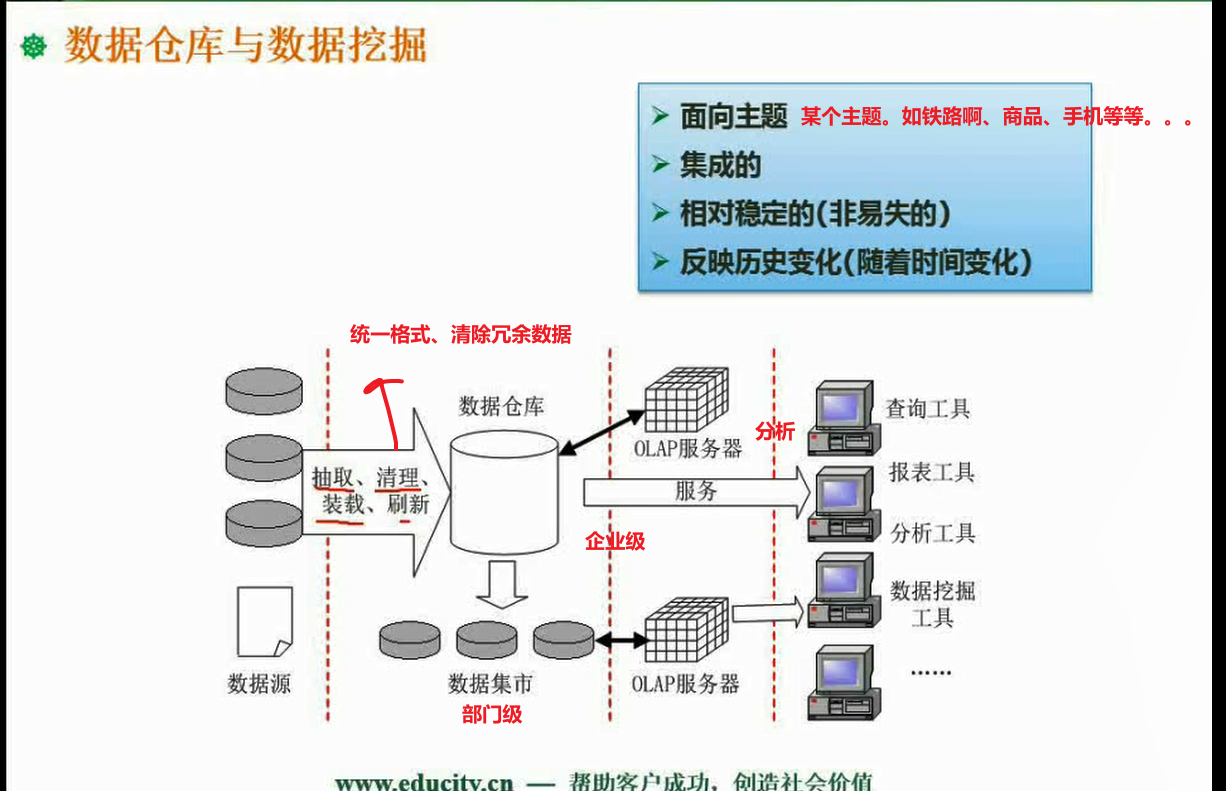 数据仓库与数据挖掘
面向主题 某个主题。如铁路啊、商品、手机等等。。。
集成的
相对稳定的(非易失的)
反映历史变化(随着时间变化)
统一格式、清除冗余数据
数据仓库
OLAP服务器
分析
查询工具
抽取、清理、
装载、刷新
服务
报表工具
企业级
分析工具
数据挖掘
工具
数据源
数据集市
部门级
OLAP服务器
……
www.educity.cn — 帮助客户成功，创造社会价值